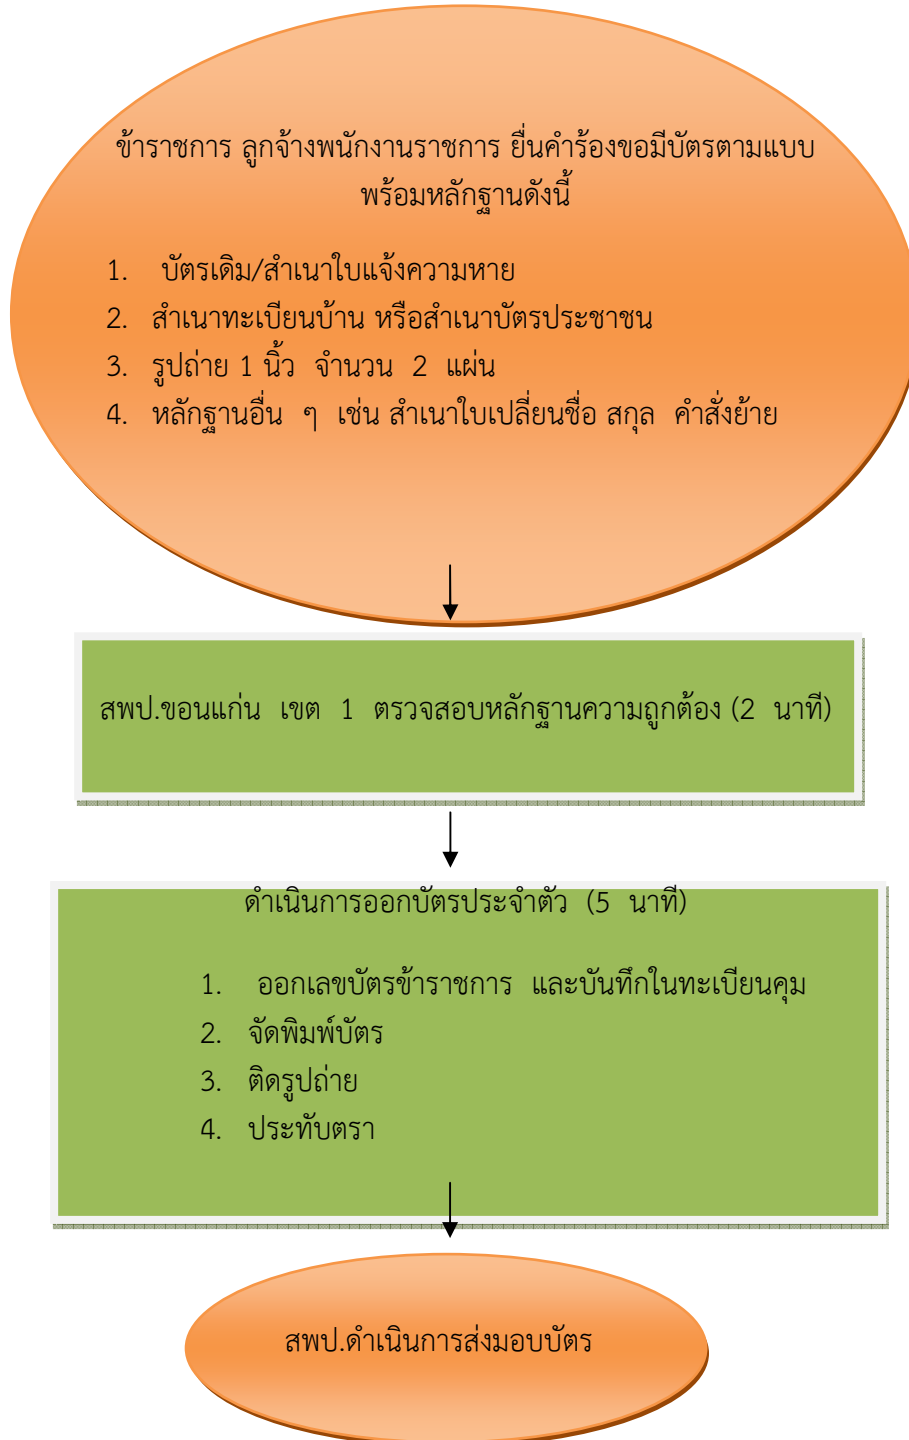 ข้าราชการ ลูกจ้างพนักงานราชการ ยื่นคำร้องขอมีบัตรตามแบบ
พร้อมหลักฐานดังนี้
1. บัตรเดิม/สำเนาใบแจ้งความหาย
2. สำเนาทะเบียนบ้าน หรือสำเนาบัตรประชาชน
3. รูปถ่าย 1 นิ้ว จำนวน 2 แผ่น
4. หลักฐานอื่น ๆ เช่น สำเนาใบเปลี่ยนชื่อ สกุล คำสั่งย้าย
สพป.ขอนแก่น เขต 1 ตรวจสอบหลักฐานความถูกต้อง (2 นาที)
ดำเนินการออกบัตรประจำตัว (5 นาที)
1. ออกเลขบัตรข้าราชการ และบันทึกในทะเบียนคุม
2. จัดพิมพ์บัตร
3. ติดรูปถ่าย
4. ประทับตรา
สพป.ดำเนินการส่งมอบบัตร